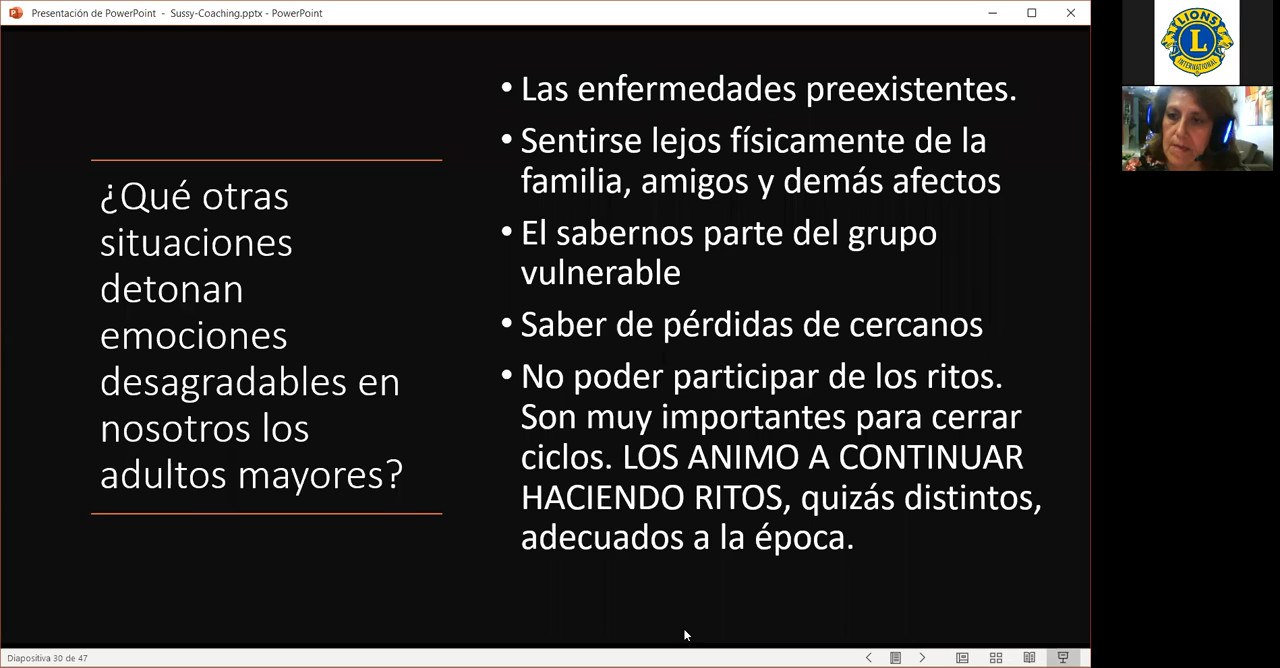 Presentación de PowerPoint - Sussy-Coaching.pptx - PowerPoint
¿Qué otras
situaciones
detonan
emociones
desagradables en
nosotros los
adultos mayores?
• Las enfermedades preexistentes.
• Sentirse lejos físicamente de la
familia, amigos y demás afectos
• El sabernos parte del grupo
vulnerable
• Saber de pérdidas de cercanos
• No poder participar de los ritos.
Son muy importantes para cerrar
ciclos. LOS ANIMO A CONTINUAR
HACIENDO RITOS, quizás distintos,
adecuados a la época.
Diapositiva 30 de 47
LIONS
L
INTERNATIONAL